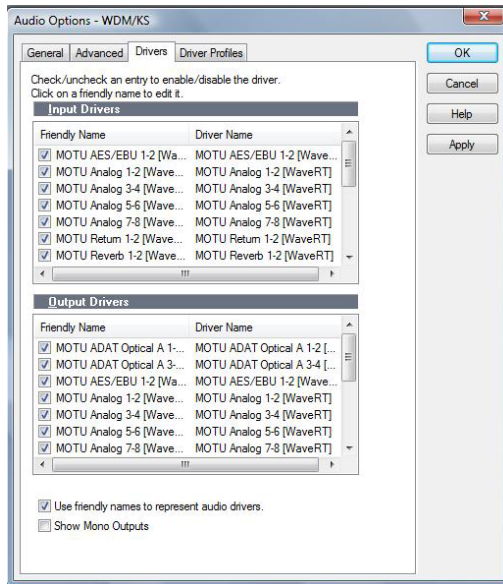 Audio Options - WDM/KS
General Advanced Drivers Driver Profiles
OK
Cancel
Help
Apply
Check/uncheck an entry to enable/disable the driver.
Click on a friendly name to edit it.
Input Drivers
Friendly Name Driver Name
MOTU AES/EBU 1-2 [Wa... MOTU AES/EBU 1-2 [Wave...
MOTU Analog 1-2 [Wave... MOTU Analog 1-2 [WaveRT]
MOTU Analog 3-4 [Wave... MOTU Analog 3-4 [WaveRT]
MOTU Analog 5-6 [Wave... MOTU Analog 5-6 [WaveRT]
MOTU Analog 7-8 [Wave... MOTU Analog 7-8 [WaveRT]
MOTU Return 1-2 [Wave... MOTU Return 1-2 [WaveRT]
MOTU Reverb 1-2 [Wave... MOTU Reverb 1-2 [WaveRT]
Output Drivers
Friendly Name Driver Name
MOTU ADAT Optical A 1-... MOTU ADAT Optical A 1-2 [...
MOTU ADAT Optical A 3-... MOTU ADAT Optical A 3-4 [...
MOTU AES/EBU 1-2 [Wa... MOTU AES/EBU 1-2 [Wave...
MOTU Analog 1-2 [Wave... MOTU Analog 1-2 [WaveRT]
MOTU Analog 3-4 [Wave... MOTU Analog 3-4 [WaveRT]
MOTU Analog 5-6 [Wave... MOTU Analog 5-6 [WaveRT]
MOTU Analog 7-8 [Wave... MOTU Analog 7-8 [WaveRT]
Use friendly names to represent audio drivers.
Show Mono Outputs